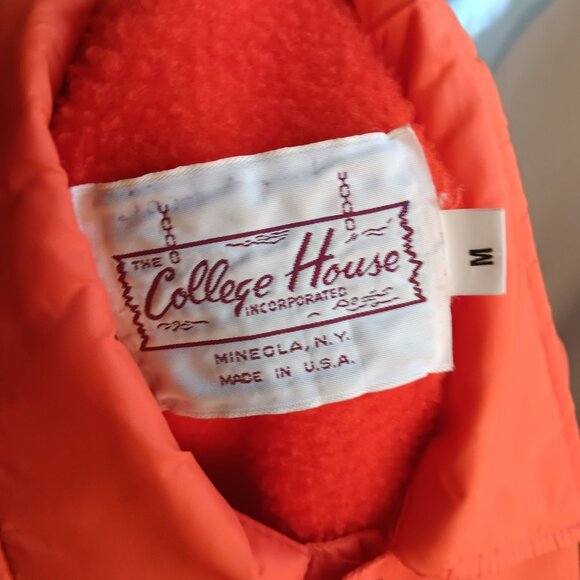 THE
College House
INCORPORATED
MINEOLA, N.Y.
MADE IN U.S.A.
M